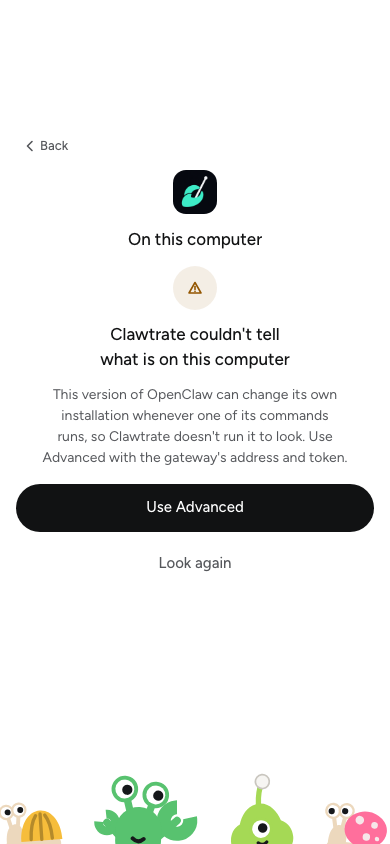 Back
On this computer
Clawtrate couldn't tell
what is on this computer
This version of OpenClaw can change its own
installation whenever one of its commands
runs, so Clawtrate doesn't run it to look. Use
Advanced with the gateway's address and token.
Use Advanced
Look again